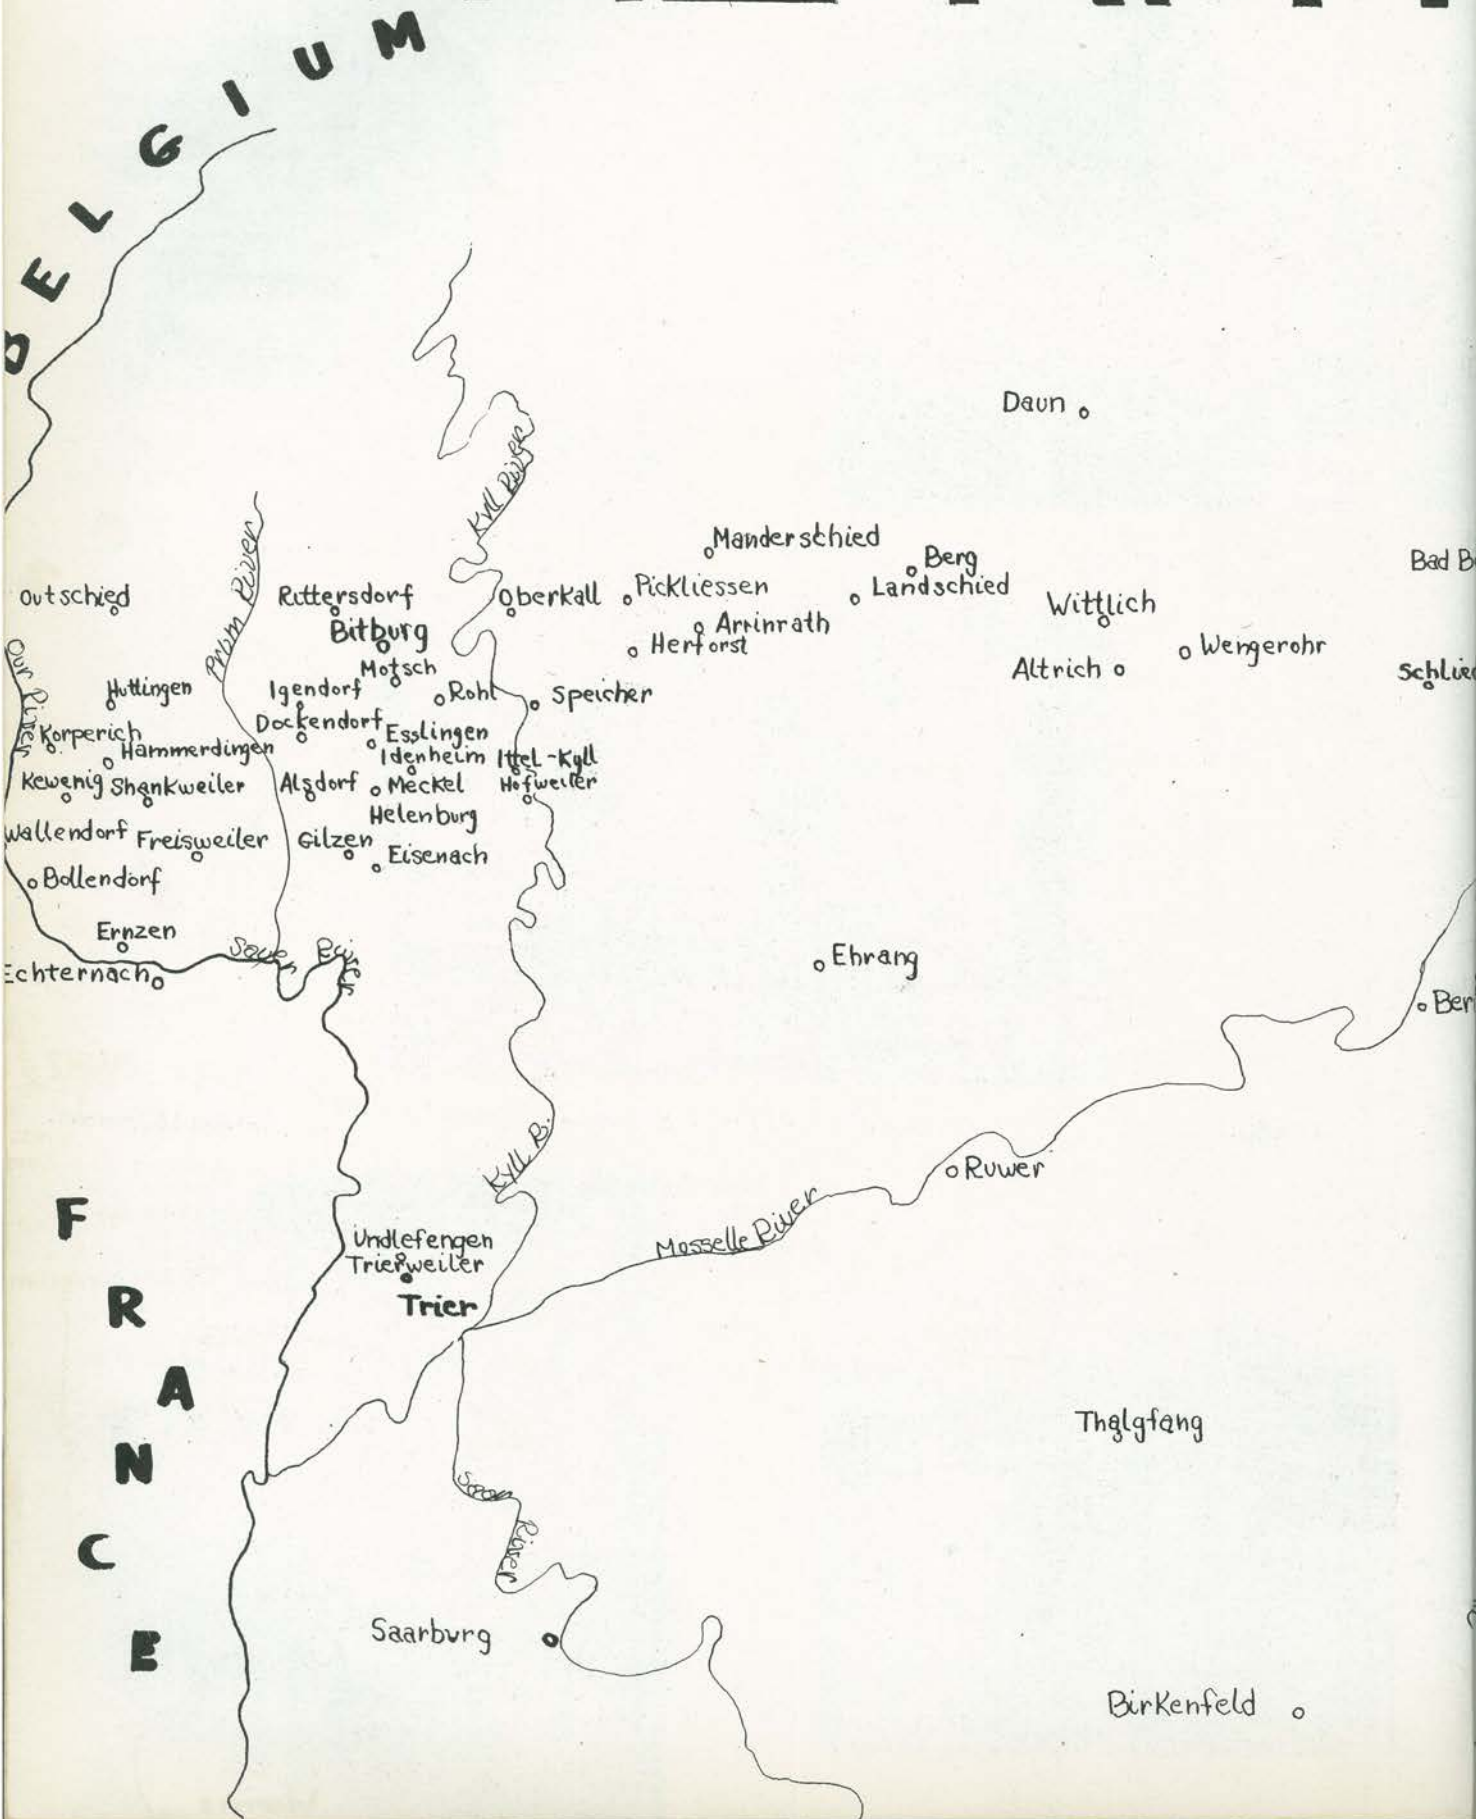 BELGIUM
Daun
Kyll River
Manderschied
Berg
Bad B
Prüm River
Outschied
Rittersdorf
Oberkall
Pickliessen
Landschied
Wittlich
Bitburg
Arrinrath
Herforst
Wengerohr
Altrich
Schlie
Our River
Motsch
Huttingen
Igendorf
Rohl
Speicher
Dockendorf
Esslingen
Korperich
Hammerdingen
Idenheim
Ittel-Kyll
Kewenig
Shankweiler
Alsdorf
Meckel
Hofweiler
Helenburg
Wallendorf
Freisweiler
Gilzen
Eisenach
Bollendorf
Ernzen
Sauer River
Echternach
Ehrang
Ber
Kyll R.
Ruwer
Mosselle River
FRANCE
Undlefengen
Trierweiler
Trier
Thalgfang
Saar River
Saarburg
Birkenfeld